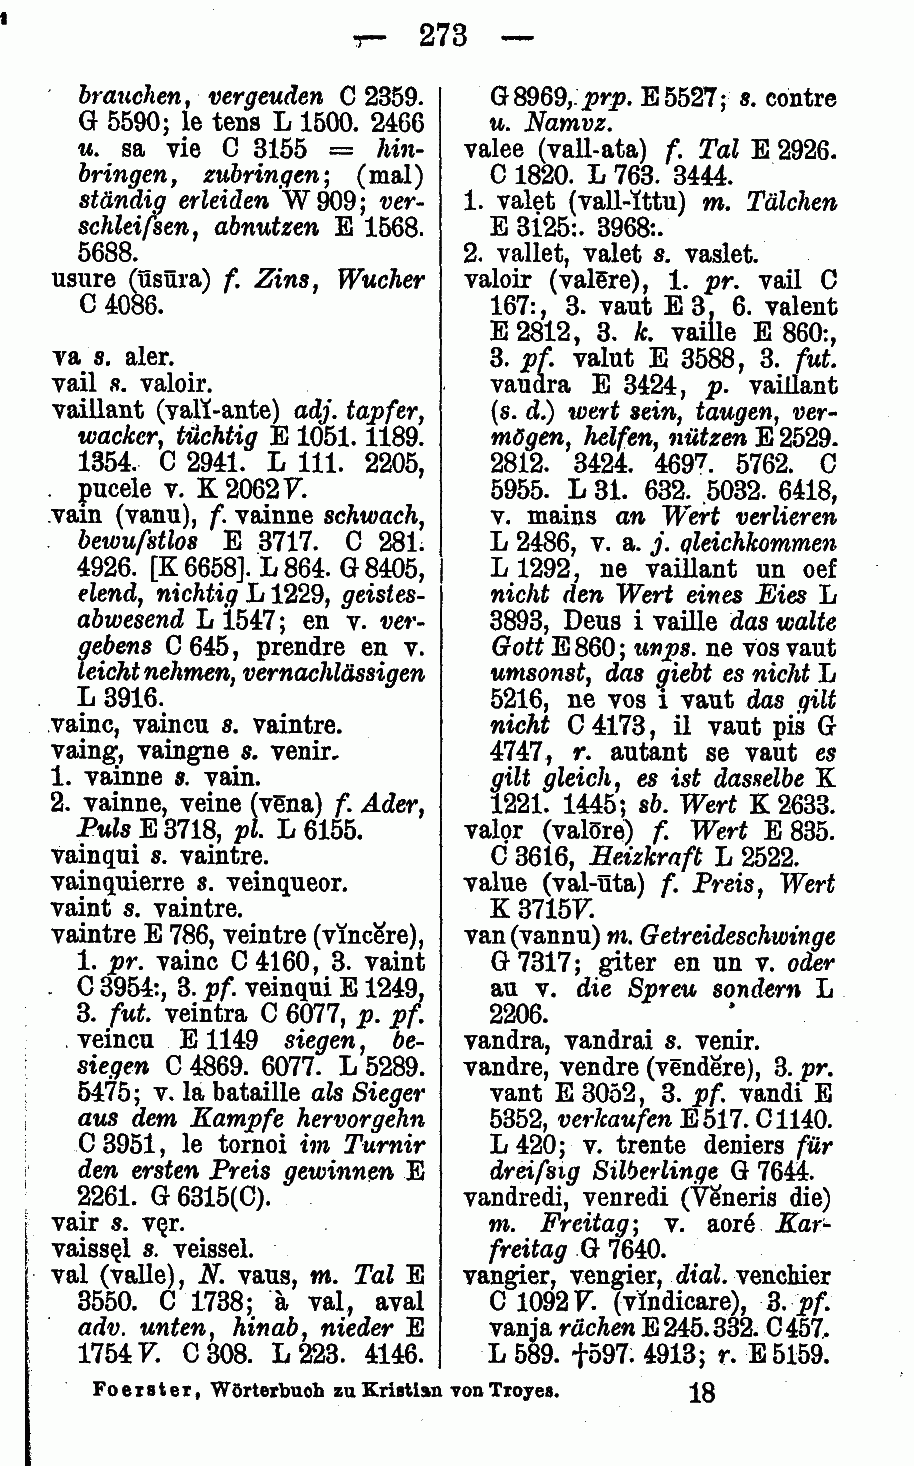 — 273 —
brauchen, vergeuden C 2359.
G 5590; le tens L 1500. 2466
u. sa vie C 3155 = hin-
bringen, zubringen; (mal)
ständig erleiden W 909; ver-
schleifsen, abnutzen E 1568.
5688.
usure (ūsūra) f. Zins, Wucher
C 4086.
va s. aler.
vail s. valoir.
vaillant (valĭ-ante) adj. tapfer,
wacker, tüchtig E 1051. 1189.
1354. C 2941. L 111. 2205,
pucele v. K 2062 V.
vain (vanu), f. vainne schwach,
bewufstlos E 3717. C 281.
4926. [K 6658]. L 864. G 8405,
elend, nichtig L 1229, geistes-
abwesend L 1547; en v. ver-
gebens C 645, prendre en v.
leicht nehmen, vernachlässigen
L 3916.
vainc, vaincu s. vaintre.
vaing, vaingne s. venir.
1. vainne s. vain.
2. vainne, veine (vēna) f. Ader,
Puls E 3718, pl. L 6155.
vainqui s. vaintre.
vainquierre s. veinqueor.
vaint s. vaintre.
vaintre E 786, veintre (vĭncĕre),
1. pr. vainc C 4160, 3. vaint
C 3954:, 3. pf. veinqui E 1249,
3. fut. veintra C 6077, p. pf.
veincu E 1149 siegen, be-
siegen C 4869. 6077. L 5289.
5475; v. la bataille als Sieger
aus dem Kampfe hervorgehn
C 3951, le tornoi im Turnir
den ersten Preis gewinnen E
2261. G 6315(C).
vair s. vęr.
vaissęl s. veissel.
val (valle), N. vaus, m. Tal E
3550. C 1738; à val, aval
adv. unten, hinab, nieder E
1754 V. C 308. L 223. 4146.
G 8969, prp. E 5527; s. contre
u. Namvz.
valee (vall-ata) f. Tal E 2926.
C 1820. L 763. 3444.
1. valęt (vall-ĭttu) m. Tälchen
E 3125:. 3968:.
2. vallet, valet s. vaslet.
valoir (valēre), 1. pr. vail C
167:, 3. vaut E 3, 6. valent
E 2812, 3. k. vaille E 860:,
3. pf. valut E 3588, 3. fut.
vaudra E 3424, p. vaillant
(s. d.) wert sein, taugen, ver-
mögen, helfen, nützen E 2529.
2812. 3424. 4697. 5762. C
5955. L 31. 632. 5032. 6418,
v. mains an Wert verlieren
L 2486, v. a. j. gleichkommen
L 1292, ne vaillant un oef
nicht den Wert eines Eies L
3893, Deus i vaille das walte
Gott E 860; unps. ne vos vaut
umsonst, das giebt es nicht L
5216, ne vos i vaut das gilt
nicht C 4173, il vaut pis G
4747, r. autant se vaut es
gilt gleich, es ist dasselbe K
1221. 1445; sb. Wert K 2633.
valọr (valōre) f. Wert E 835.
C 3616, Heizkraft L 2522.
value (val-ūta) f. Preis, Wert
K 3715V.
van (vannu) m. Getreideschwinge
G 7317; giter en un v. oder
au v. die Spreu sondern L
2206.
vandra, vandrai s. venir.
vandre, vendre (vēndĕre), 3. pr.
vant E 3052, 3. pf. vandi E
5352, verkaufen E 517. C 1140.
L 420; v. trente deniers für
dreifsig Silberlinge G 7644.
vandredi, venredi (Vĕneris die)
m. Freitag; v. aoré Kar-
freitag G 7640.
vangier, vengier, dial. venchier
C 1092 V. (vĭndicare), 3. pf.
vanja rächen E 245. 332. C 457.
L 589. †597. 4913; r. E 5159.
Foerster, Wörterbuch zu Kristian von Troyes. 18